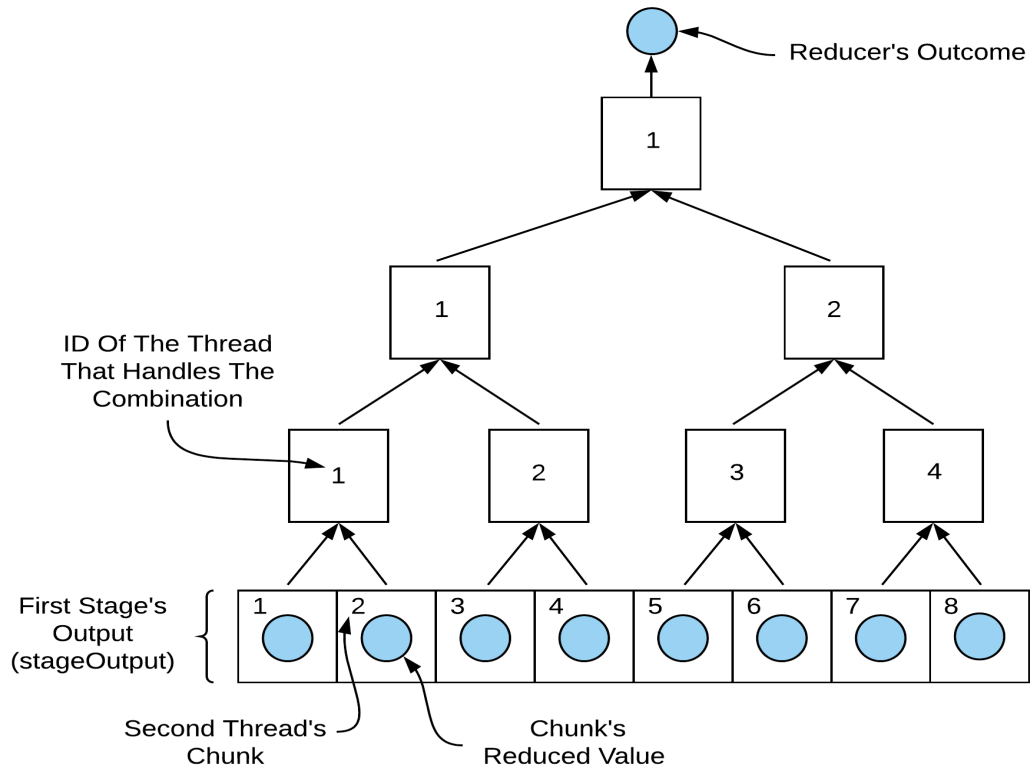 Reducer's Outcome
1
1
2
ID Of The Thread
That Handles The
Combination
1
2
3
4
First Stage's
Output
(stageOutput)
1
2
3
4
5
6
7
8
Second Thread's
Chunk
Chunk's
Reduced Value